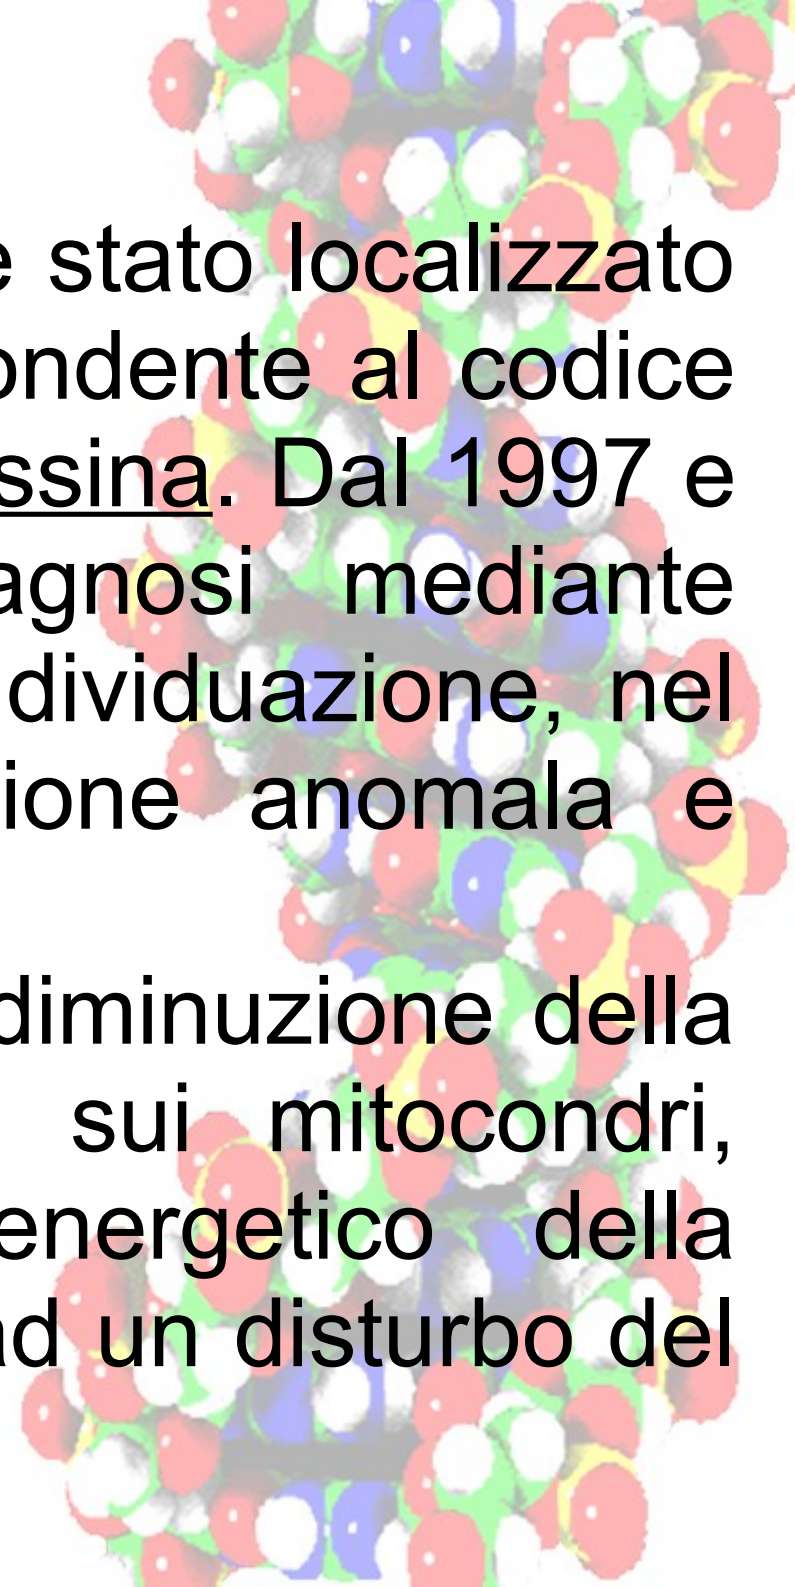 e stato localizzato
ondente al codice
ssina. Dal 1997 e
agnosi mediante
dividuazione, nel
ione anomala e
diminuzione della
sui mitocondri,
energetico della
ad un disturbo del